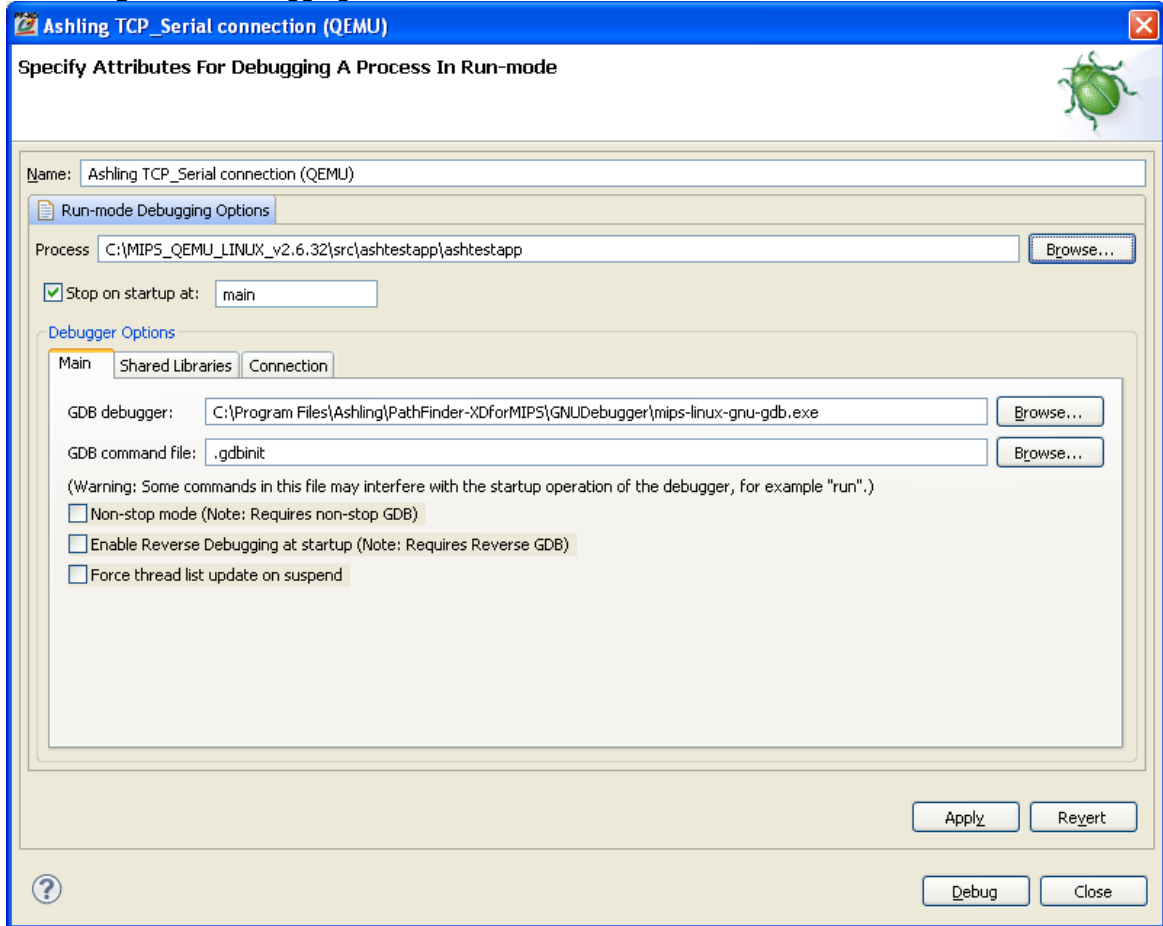 Ashling TCP_Serial connection (QEMU)
Specify Attributes For Debugging A Process In Run-mode
Name: Ashling TCP_Serial connection (QEMU)
Run-mode Debugging Options
Process C:\MIPS_QEMU_LINUX_v2.6.32\src\ashtestapp\ashtestapp Browse...
Stop on startup at: main
Debugger Options
Main Shared Libraries Connection
GDB debugger: C:\Program Files\Ashling\PathFinder-XDforMIPS\GNUDebugger\mips-linux-gnu-gdb.exe Browse...
GDB command file: .gdbinit Browse...
(Warning: Some commands in this file may interfere with the startup operation of the debugger, for example "run".)
Non-stop mode (Note: Requires non-stop GDB)
Enable Reverse Debugging at startup (Note: Requires Reverse GDB)
Force thread list update on suspend
Apply Revert
? Debug Close